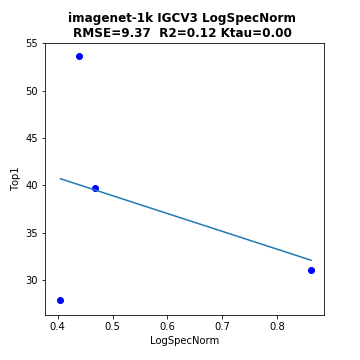 imagenet-1k IGCV3 LogSpecNorm
RMSE=9.37 R2=0.12 Ktau=0.00
55
50
45
40
35
30
Top1
0.4 0.5 0.6 0.7 0.8
LogSpecNorm